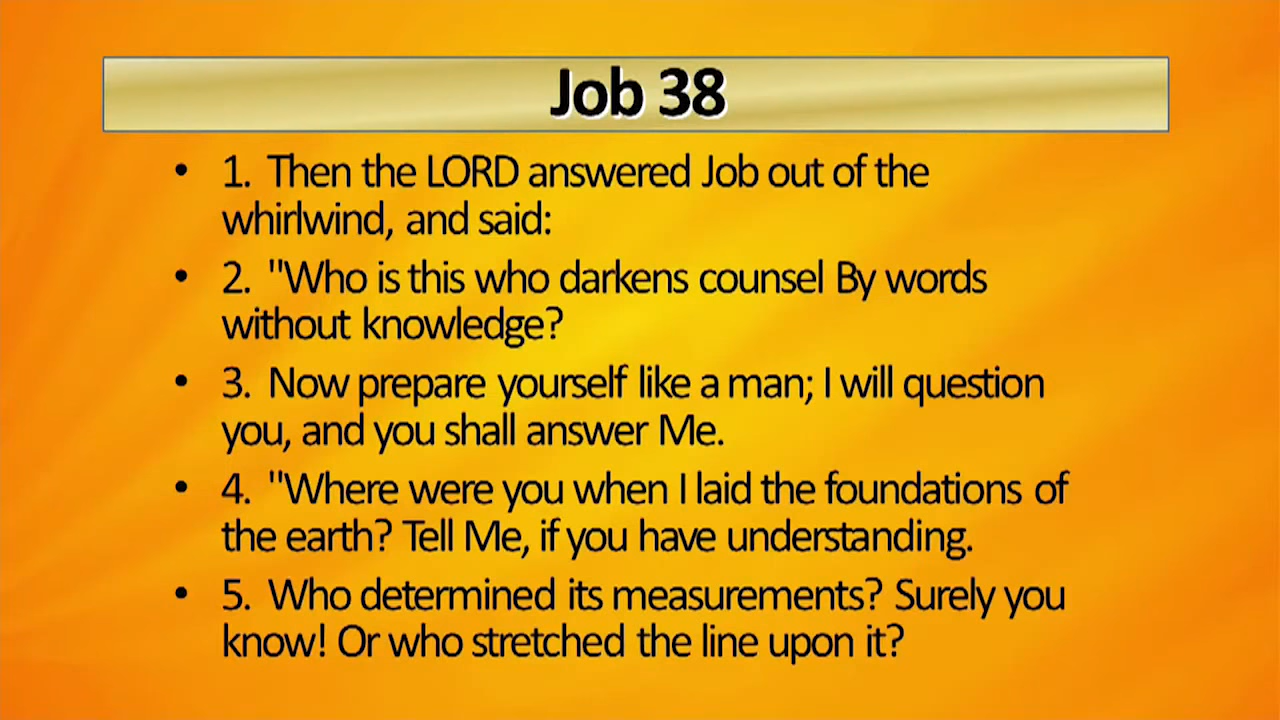 Job 38
• 1. Then the LORD answered Job out of the
whirlwind, and said:
• 2. "Who is this who darkens counsel By words
without knowledge?
• 3. Now prepare yourself like a man; I will question
you, and you shall answer Me.
• 4. "Where were you when I laid the foundations of
the earth? Tell Me, if you have understanding.
• 5. Who determined its measurements? Surely you
know! Or who stretched the line upon it?